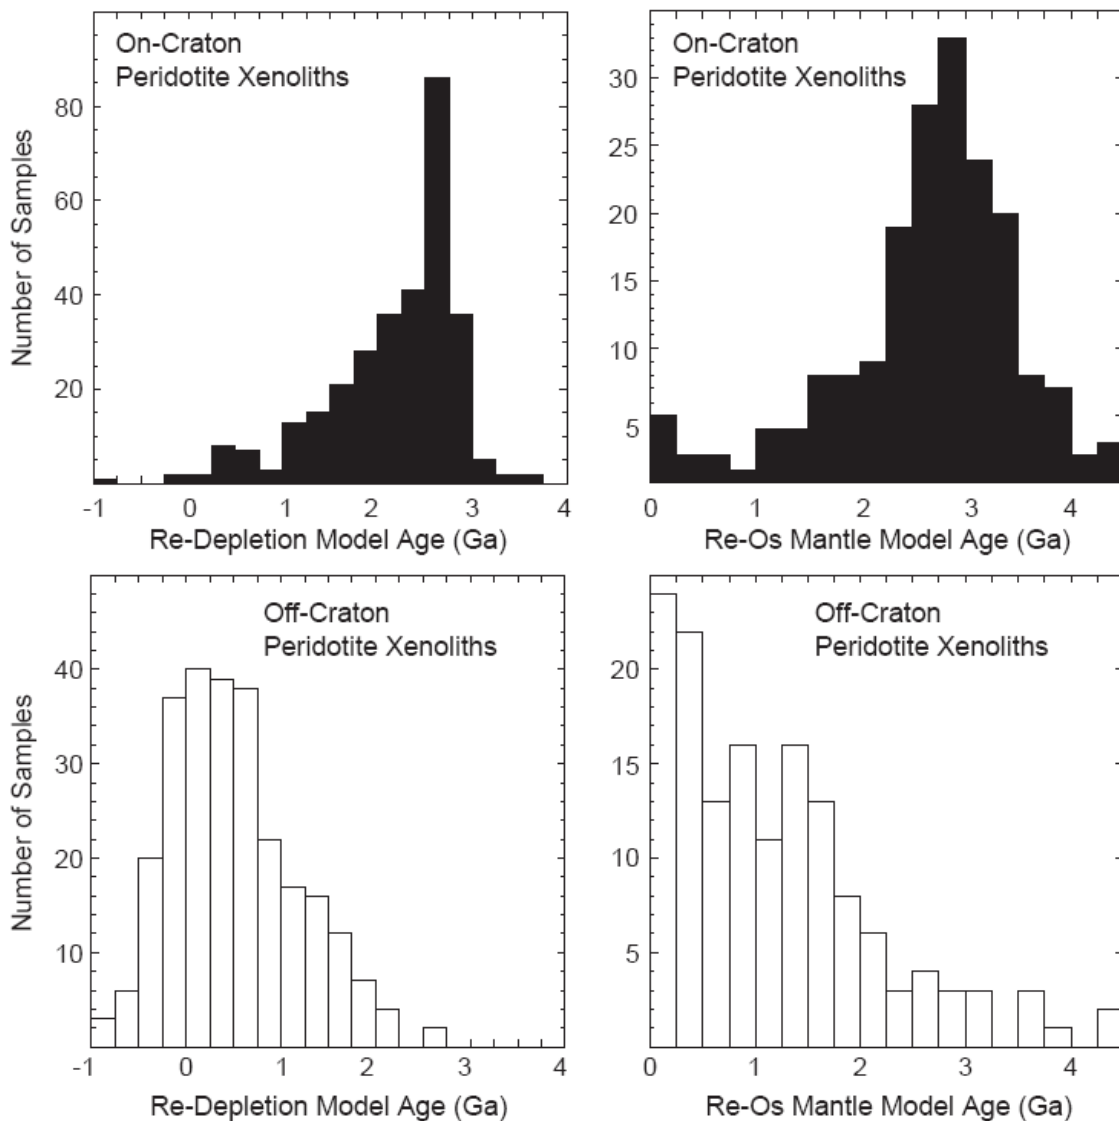 On-Craton
Peridotite Xenoliths
Number of Samples
80
60
40
20
-1 0 1 2 3 4
Re-Depletion Model Age (Ga)
On-Craton
Peridotite Xenoliths
30
25
20
15
10
5
0 1 2 3 4
Re-Os Mantle Model Age (Ga)
Off-Craton
Peridotite Xenoliths
Number of Samples
40
30
20
10
-1 0 1 2 3 4
Re-Depletion Model Age (Ga)
Off-Craton
Peridotite Xenoliths
20
15
10
5
0 1 2 3 4
Re-Os Mantle Model Age (Ga)